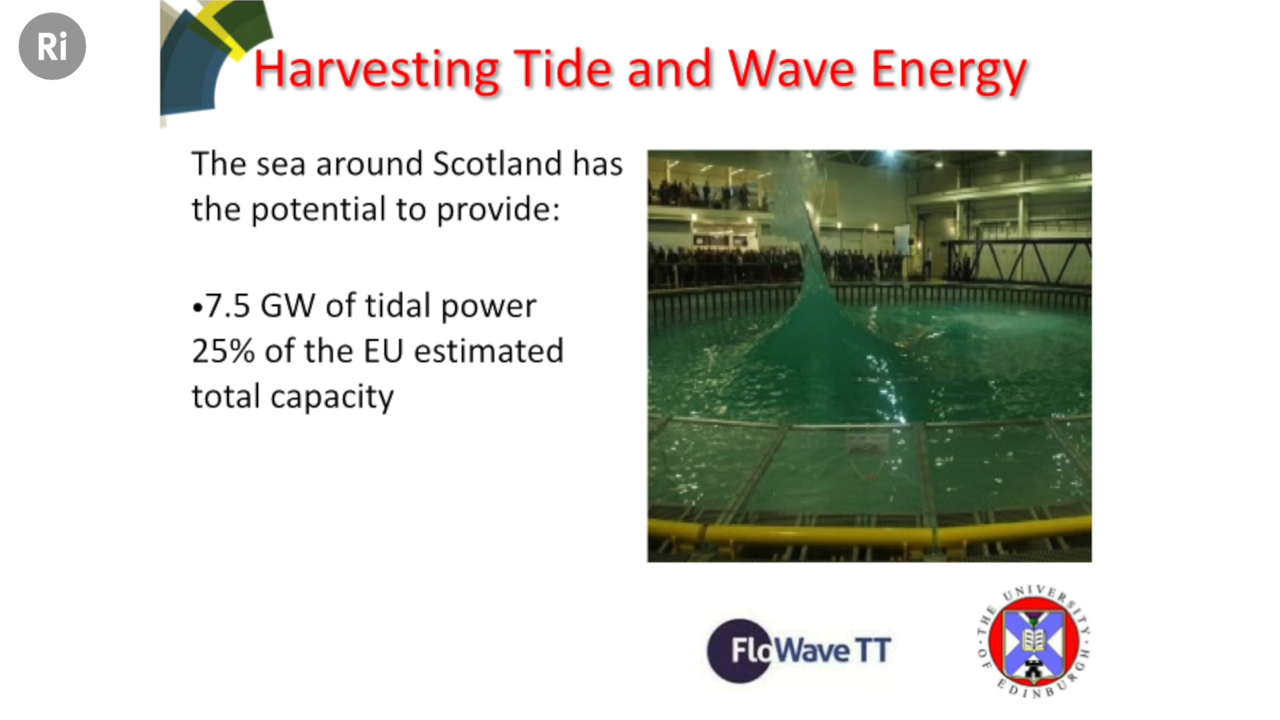 Ri
Harvesting Tide and Wave Energy
The sea around Scotland has
the potential to provide:
•7.5 GW of tidal power
25% of the EU estimated
total capacity
FloWave TT
THE UNIVERSITY OF EDINBURGH